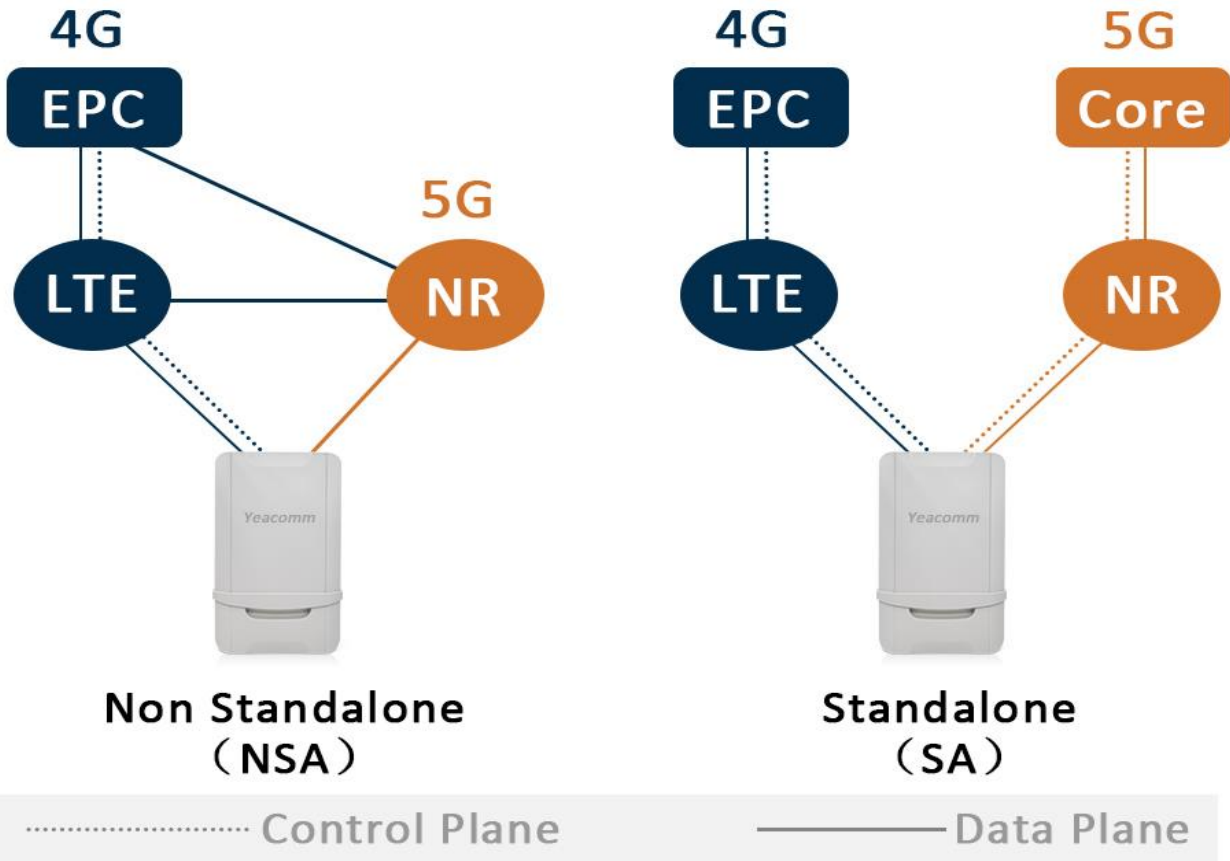 4G
EPC
5G
LTE
NR
Yeacomm
Non Standalone
（NSA）
4G
EPC
5G
Core
LTE
NR
Yeacomm
Standalone
（SA）
Control Plane
Data Plane